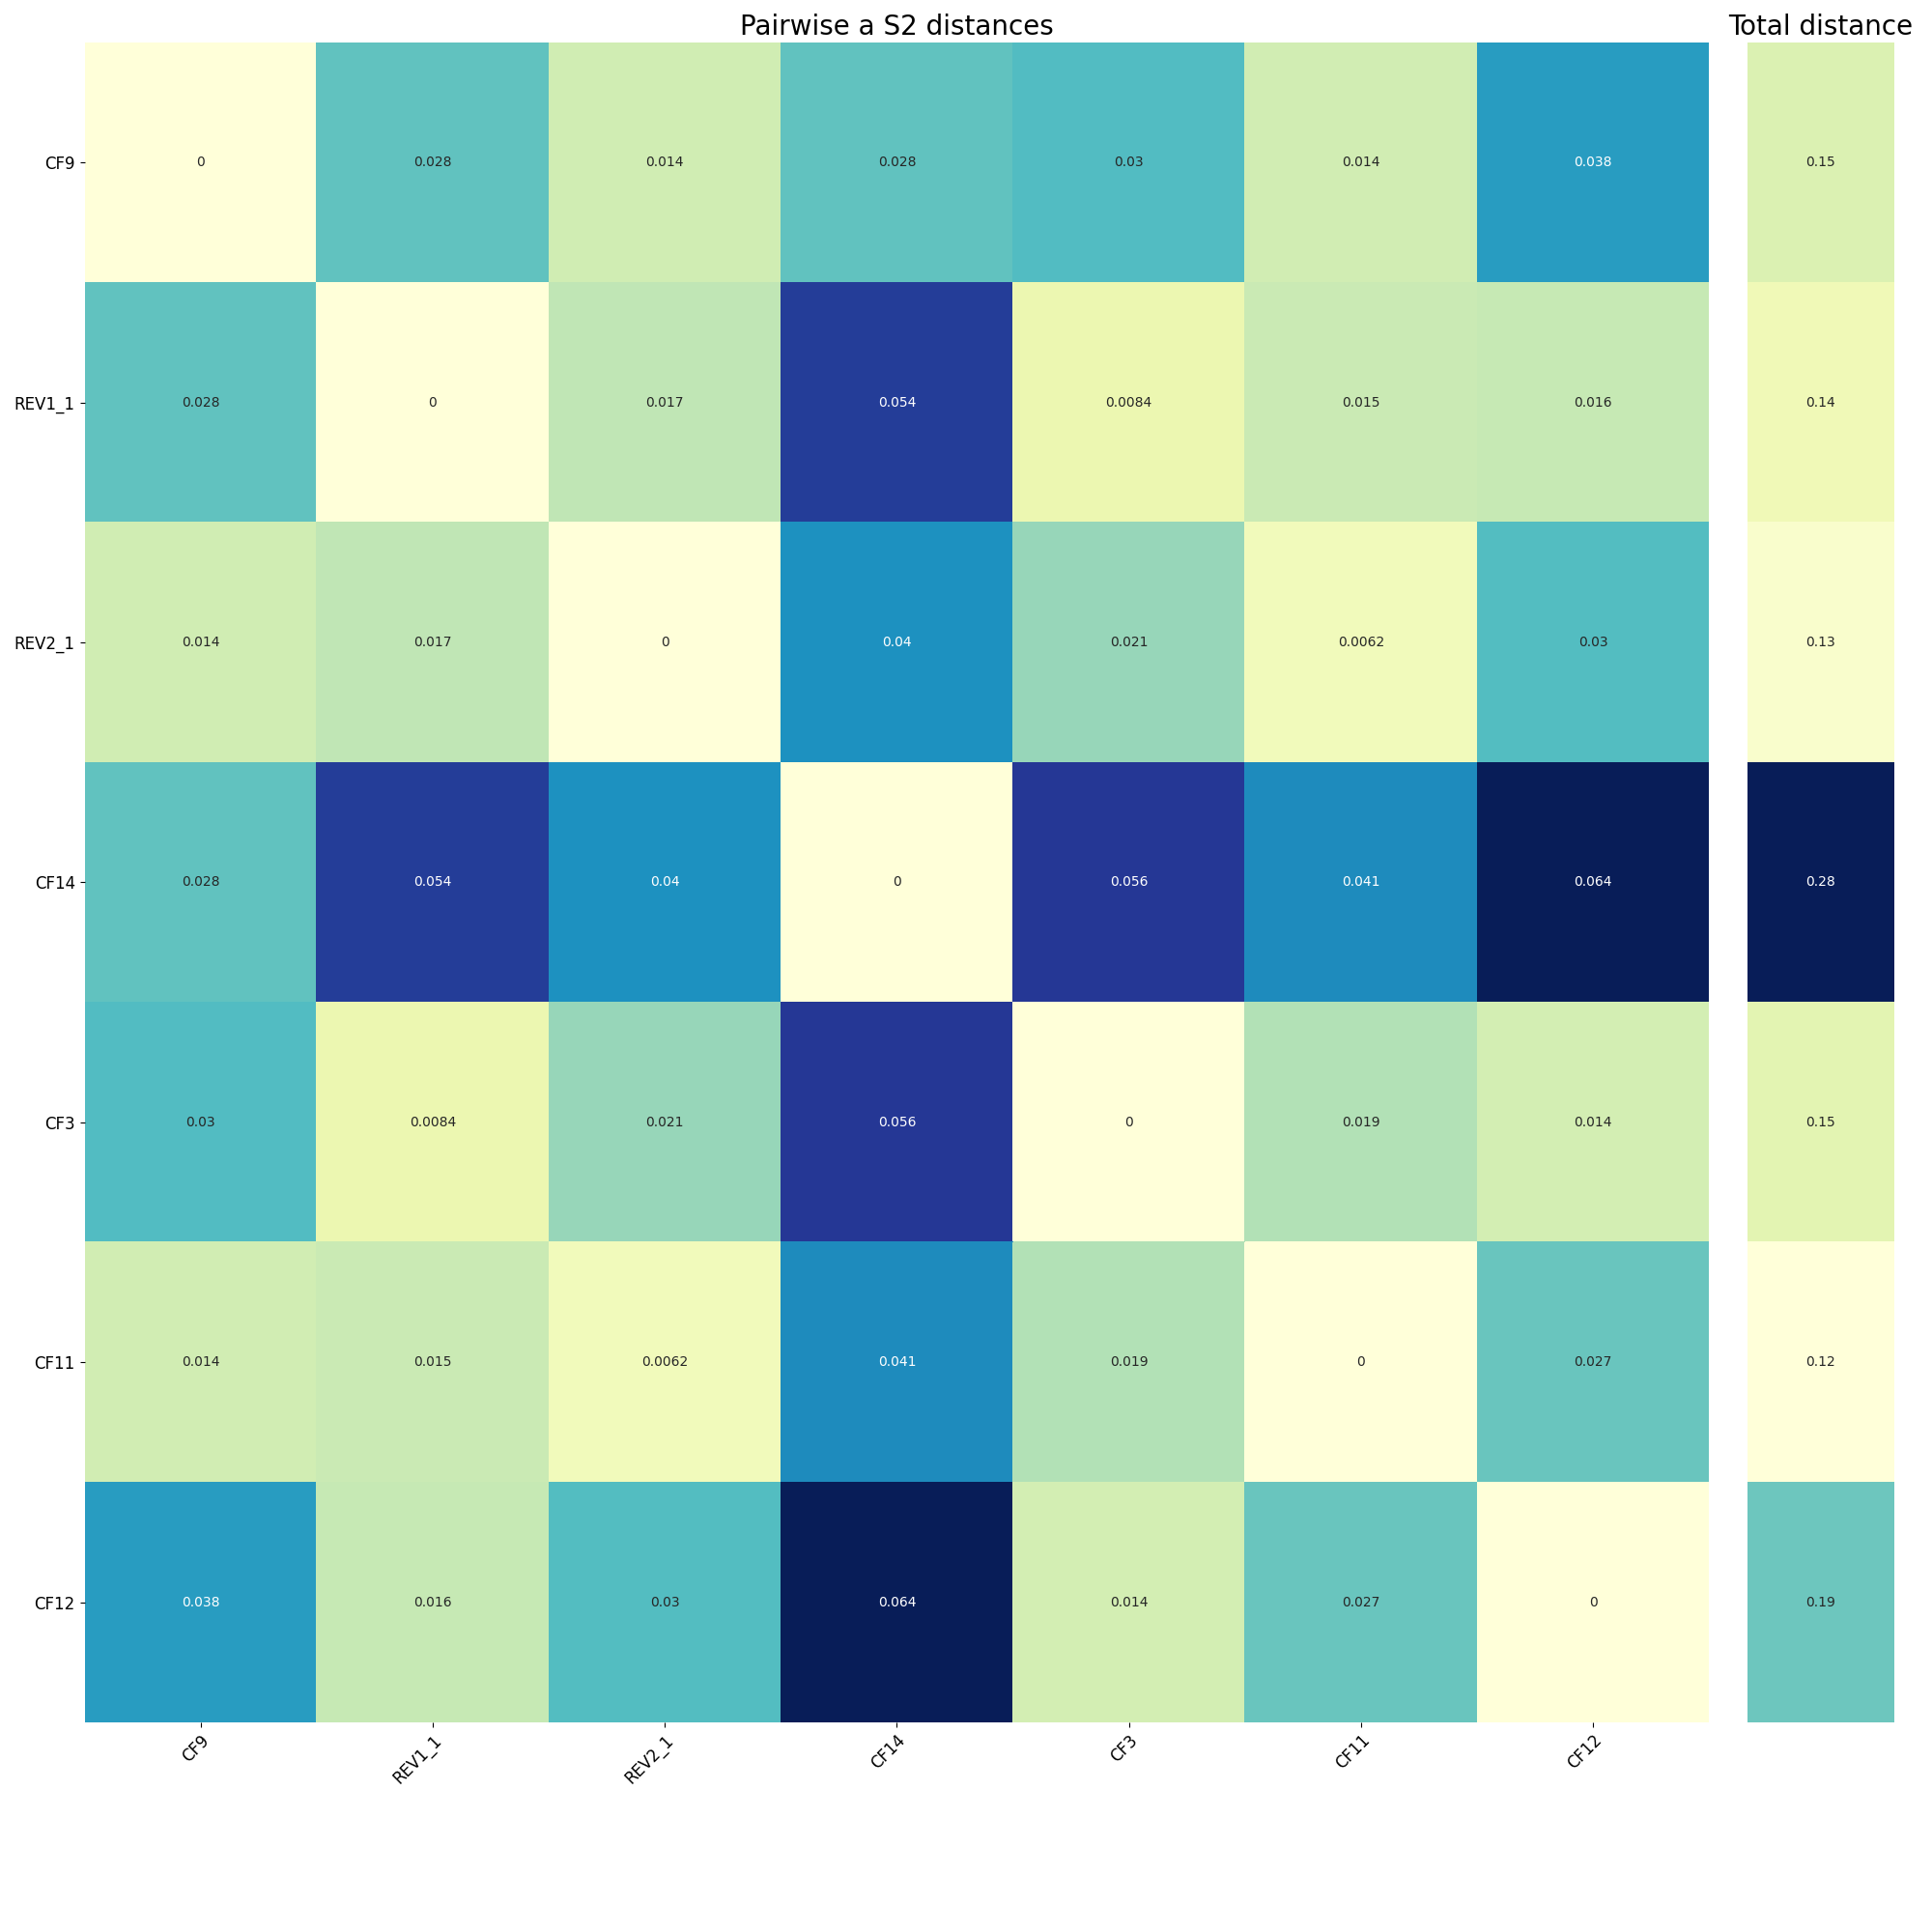 Pairwise a S2 distances Total distance
CF9 0 0.028 0.014 0.028 0.03 0.014 0.038 0.15
REV1_1 0.028 0 0.017 0.054 0.0084 0.015 0.016 0.14
REV2_1 0.014 0.017 0 0.04 0.021 0.0062 0.03 0.13
CF14 0.028 0.054 0.04 0 0.056 0.041 0.064 0.28
CF3 0.03 0.0084 0.021 0.056 0 0.019 0.014 0.15
CF11 0.014 0.015 0.0062 0.041 0.019 0 0.027 0.12
CF12 0.038 0.016 0.03 0.064 0.014 0.027 0 0.19
CF9 REV1_1 REV2_1 CF14 CF3 CF11 CF12